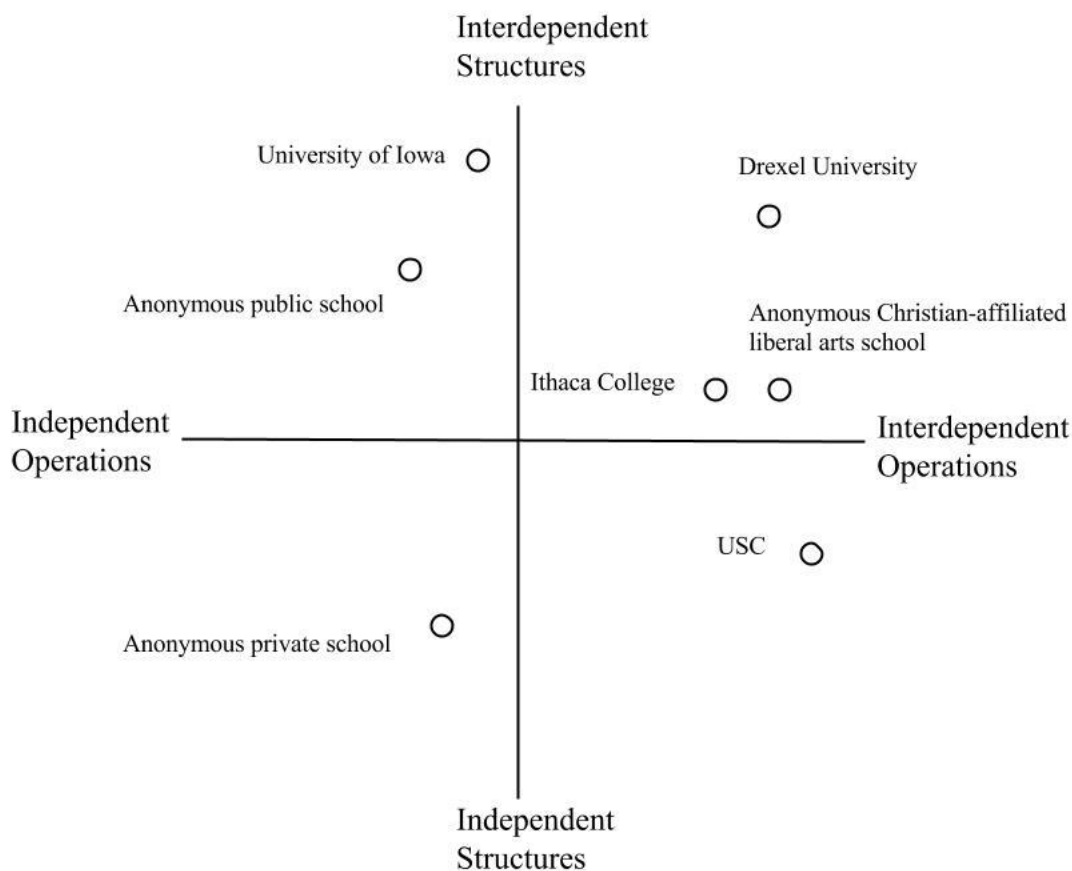 Interdependent
Structures
University of Iowa
Drexel University
Anonymous public school
Anonymous Christian-affiliated
liberal arts school
Ithaca College
Independent
Operations
Interdependent
Operations
USC
Anonymous private school
Independent
Structures